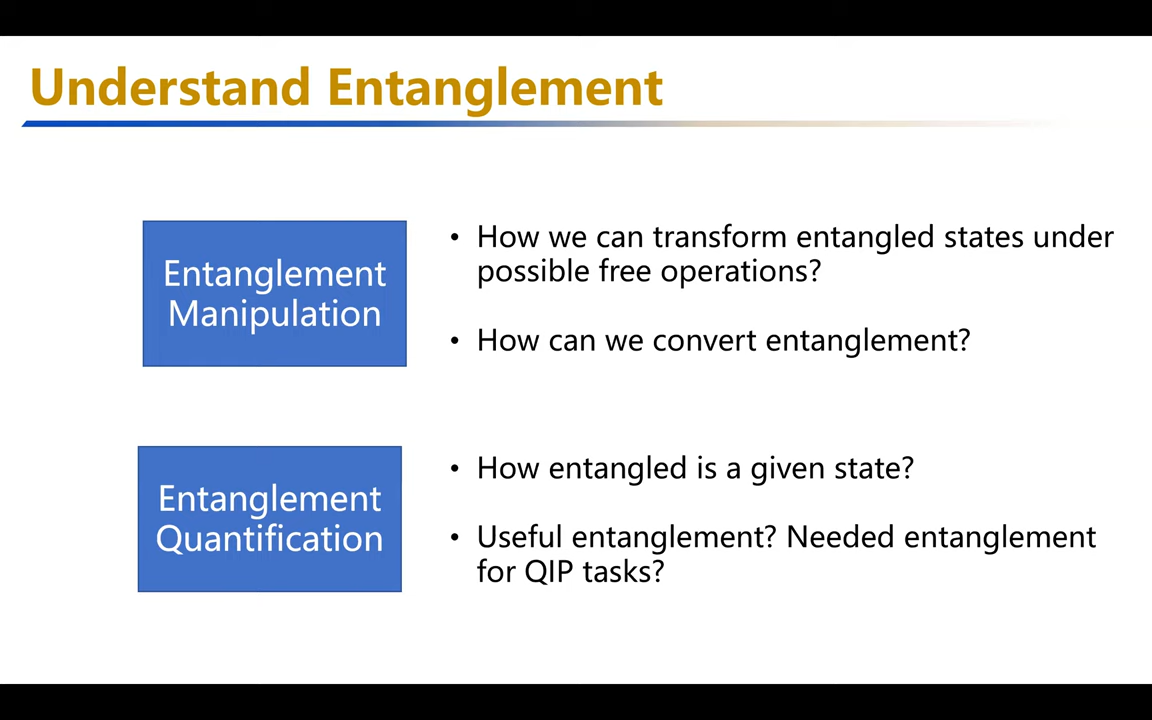 Understand Entanglement
Entanglement
Manipulation
• How we can transform entangled states under
possible free operations?
• How can we convert entanglement?
Entanglement
Quantification
• How entangled is a given state?
• Useful entanglement? Needed entanglement
for QIP tasks?